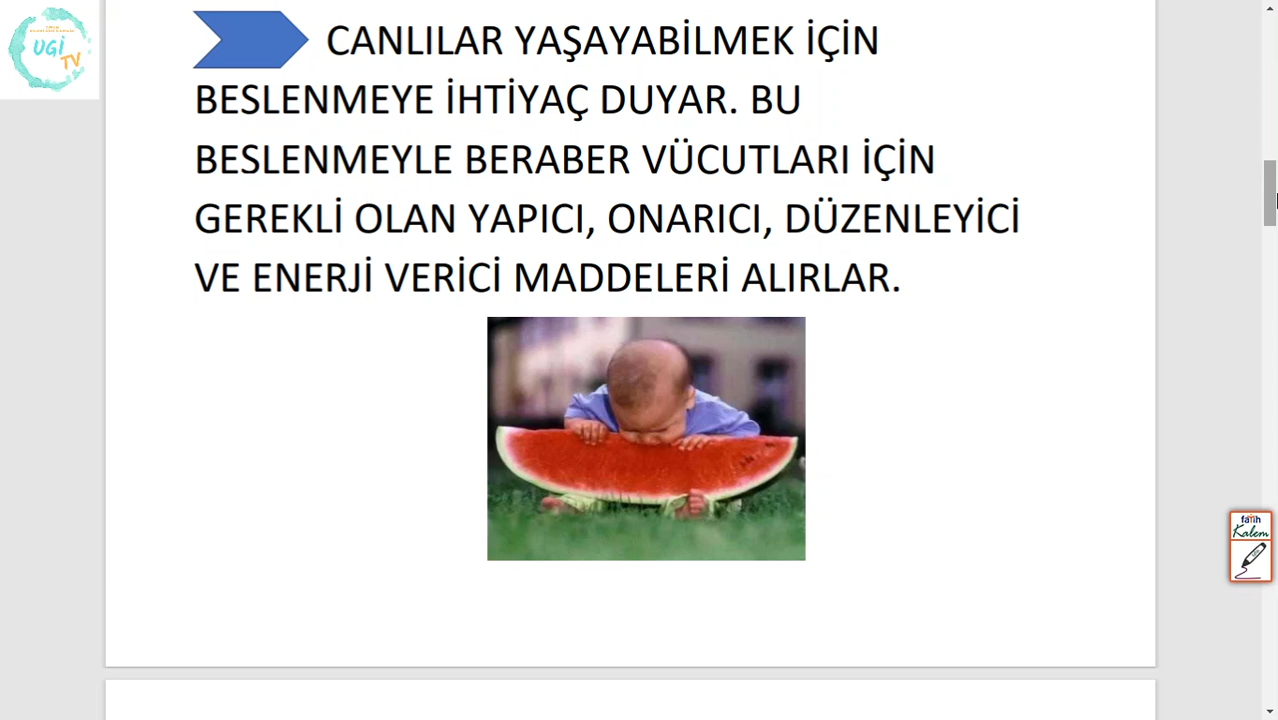 UGİ
TV
CANLILAR YAŞAYABİLMEK İÇİN
BESLENMEYE İHTİYAÇ DUYAR. BU
BESLENMEYLE BERABER VÜCUTLARI İÇİN
GEREKLİ OLAN YAPICI, ONARICI, DÜZENLEYİCİ
VE ENERJİ VERİCİ MADDELERİ ALIRLAR.
fatih
Kalem